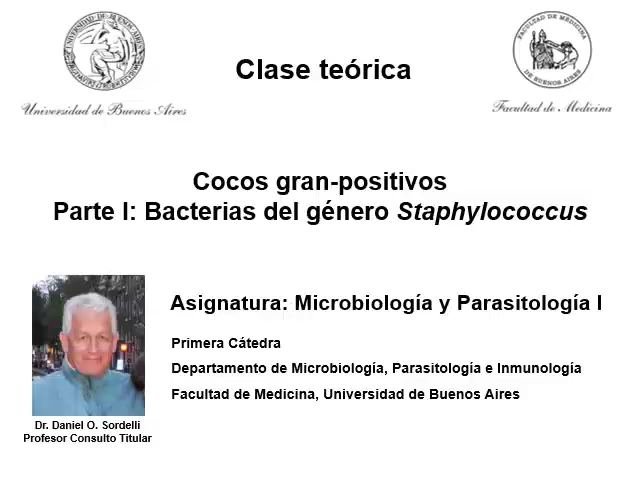 Clase teórica
Universidad de Buenos Aires
Facultad de Medicina
Cocos gran-positivos
Parte I: Bacterias del género Staphylococcus
Asignatura: Microbiología y Parasitología I
Primera Cátedra
Departamento de Microbiología, Parasitología e Inmunología
Facultad de Medicina, Universidad de Buenos Aires
Dr. Daniel O. Sordelli
Profesor Consulto Titular